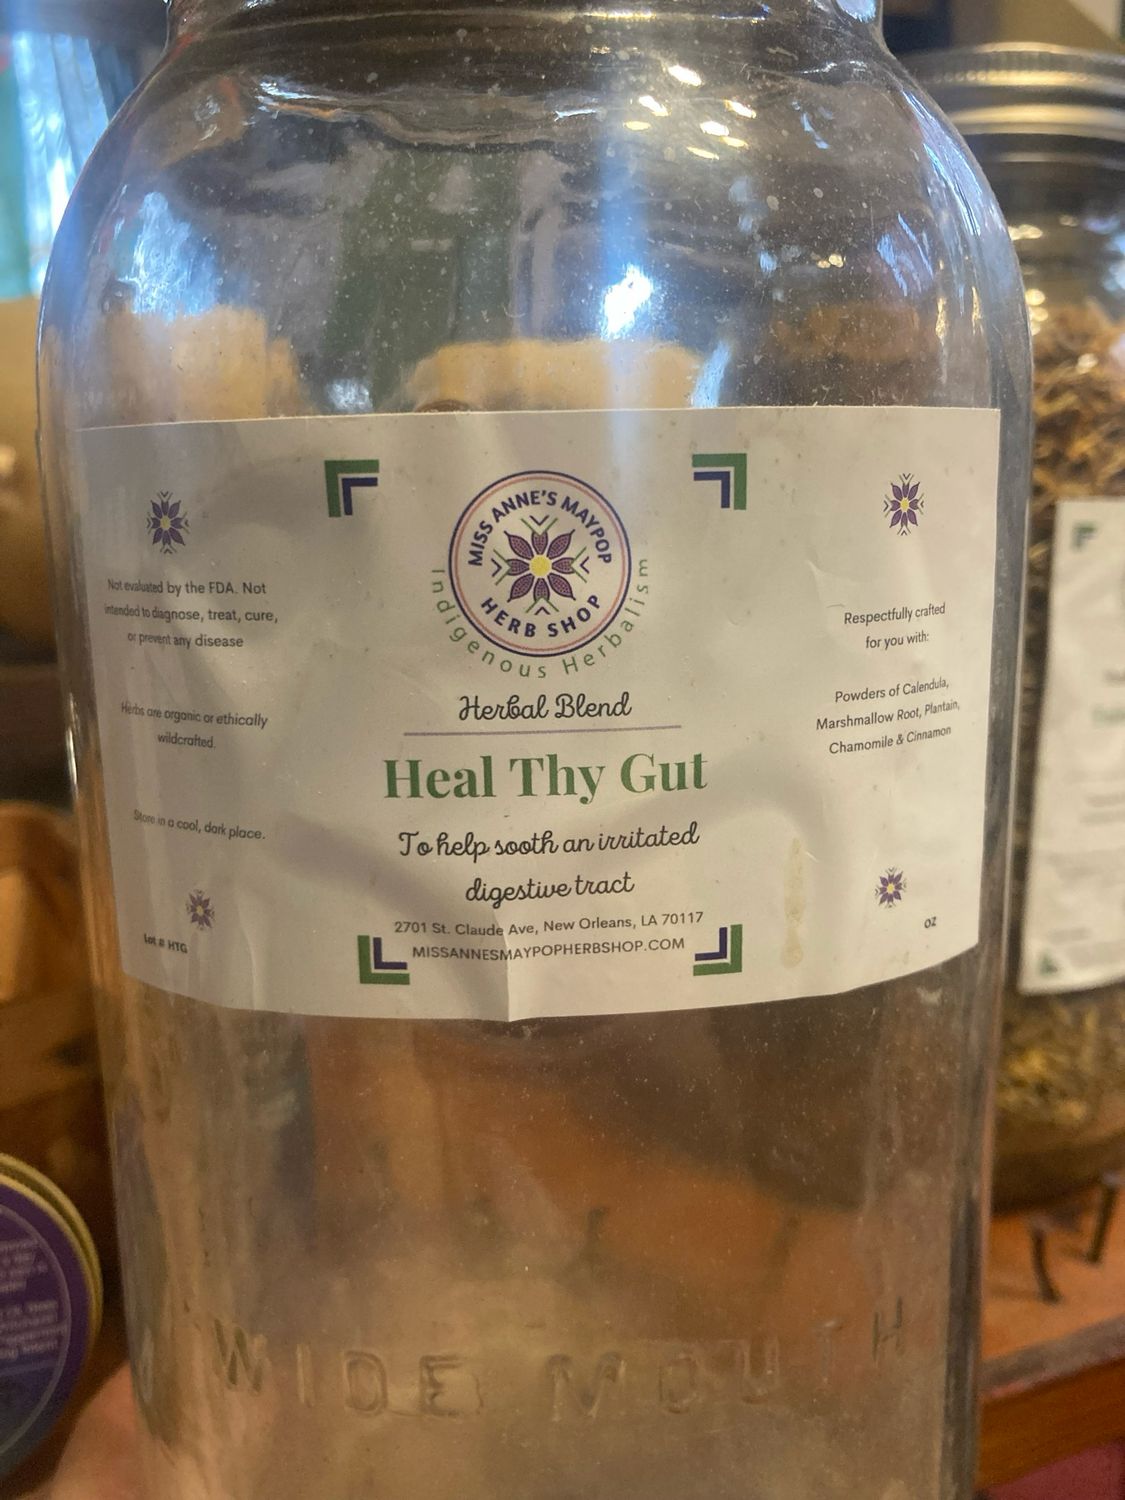 MISS ANNE'S MAYPOP
HERB SHOP
Indigenous Herbalism
Herbal Blend
Heal Thy Gut
To help sooth an irritated
digestive tract
2701 St. Claude Ave, New Orleans, LA 70117
MISSANNESMAYPOPHERBSHOP.COM
Not evaluated by the FDA. Not
intended to diagnose, treat, cure,
or prevent any disease
Herbs are organic or ethically
wildcrafted.
Store in a cool, dark place.
Lot # HTG
Respectfully crafted
for you with:
Powders of Calendula,
Marshmallow Root, Plantain,
Chamomile & Cinnamon
OZ
WIDE MOUTH